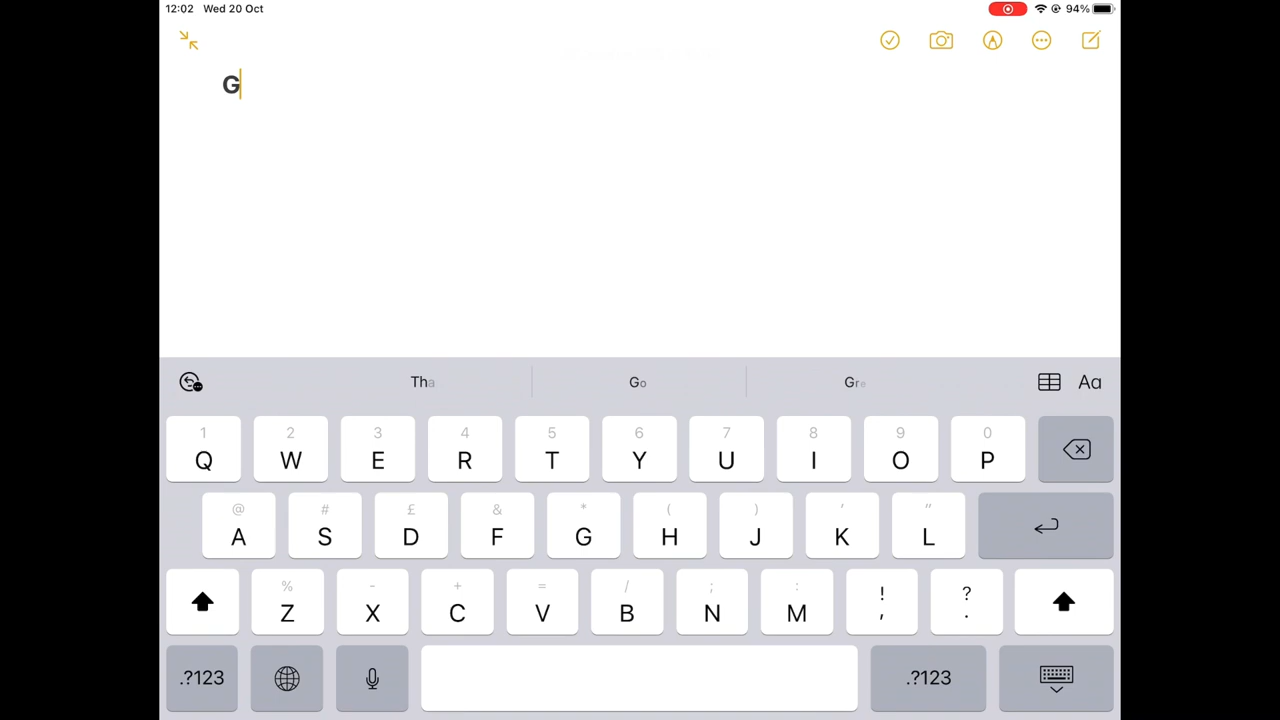 12:02 Wed 20 Oct 94%
G
Tha Go Gre Aa
1 2 3 4 5 6 7 8 9 0
Q W E R T Y U I O P
@ # £ & * ( ) ' "
A S D F G H J K L
% - + = / ; : ! ?
Z X C V B N M , .
.?123 .?123